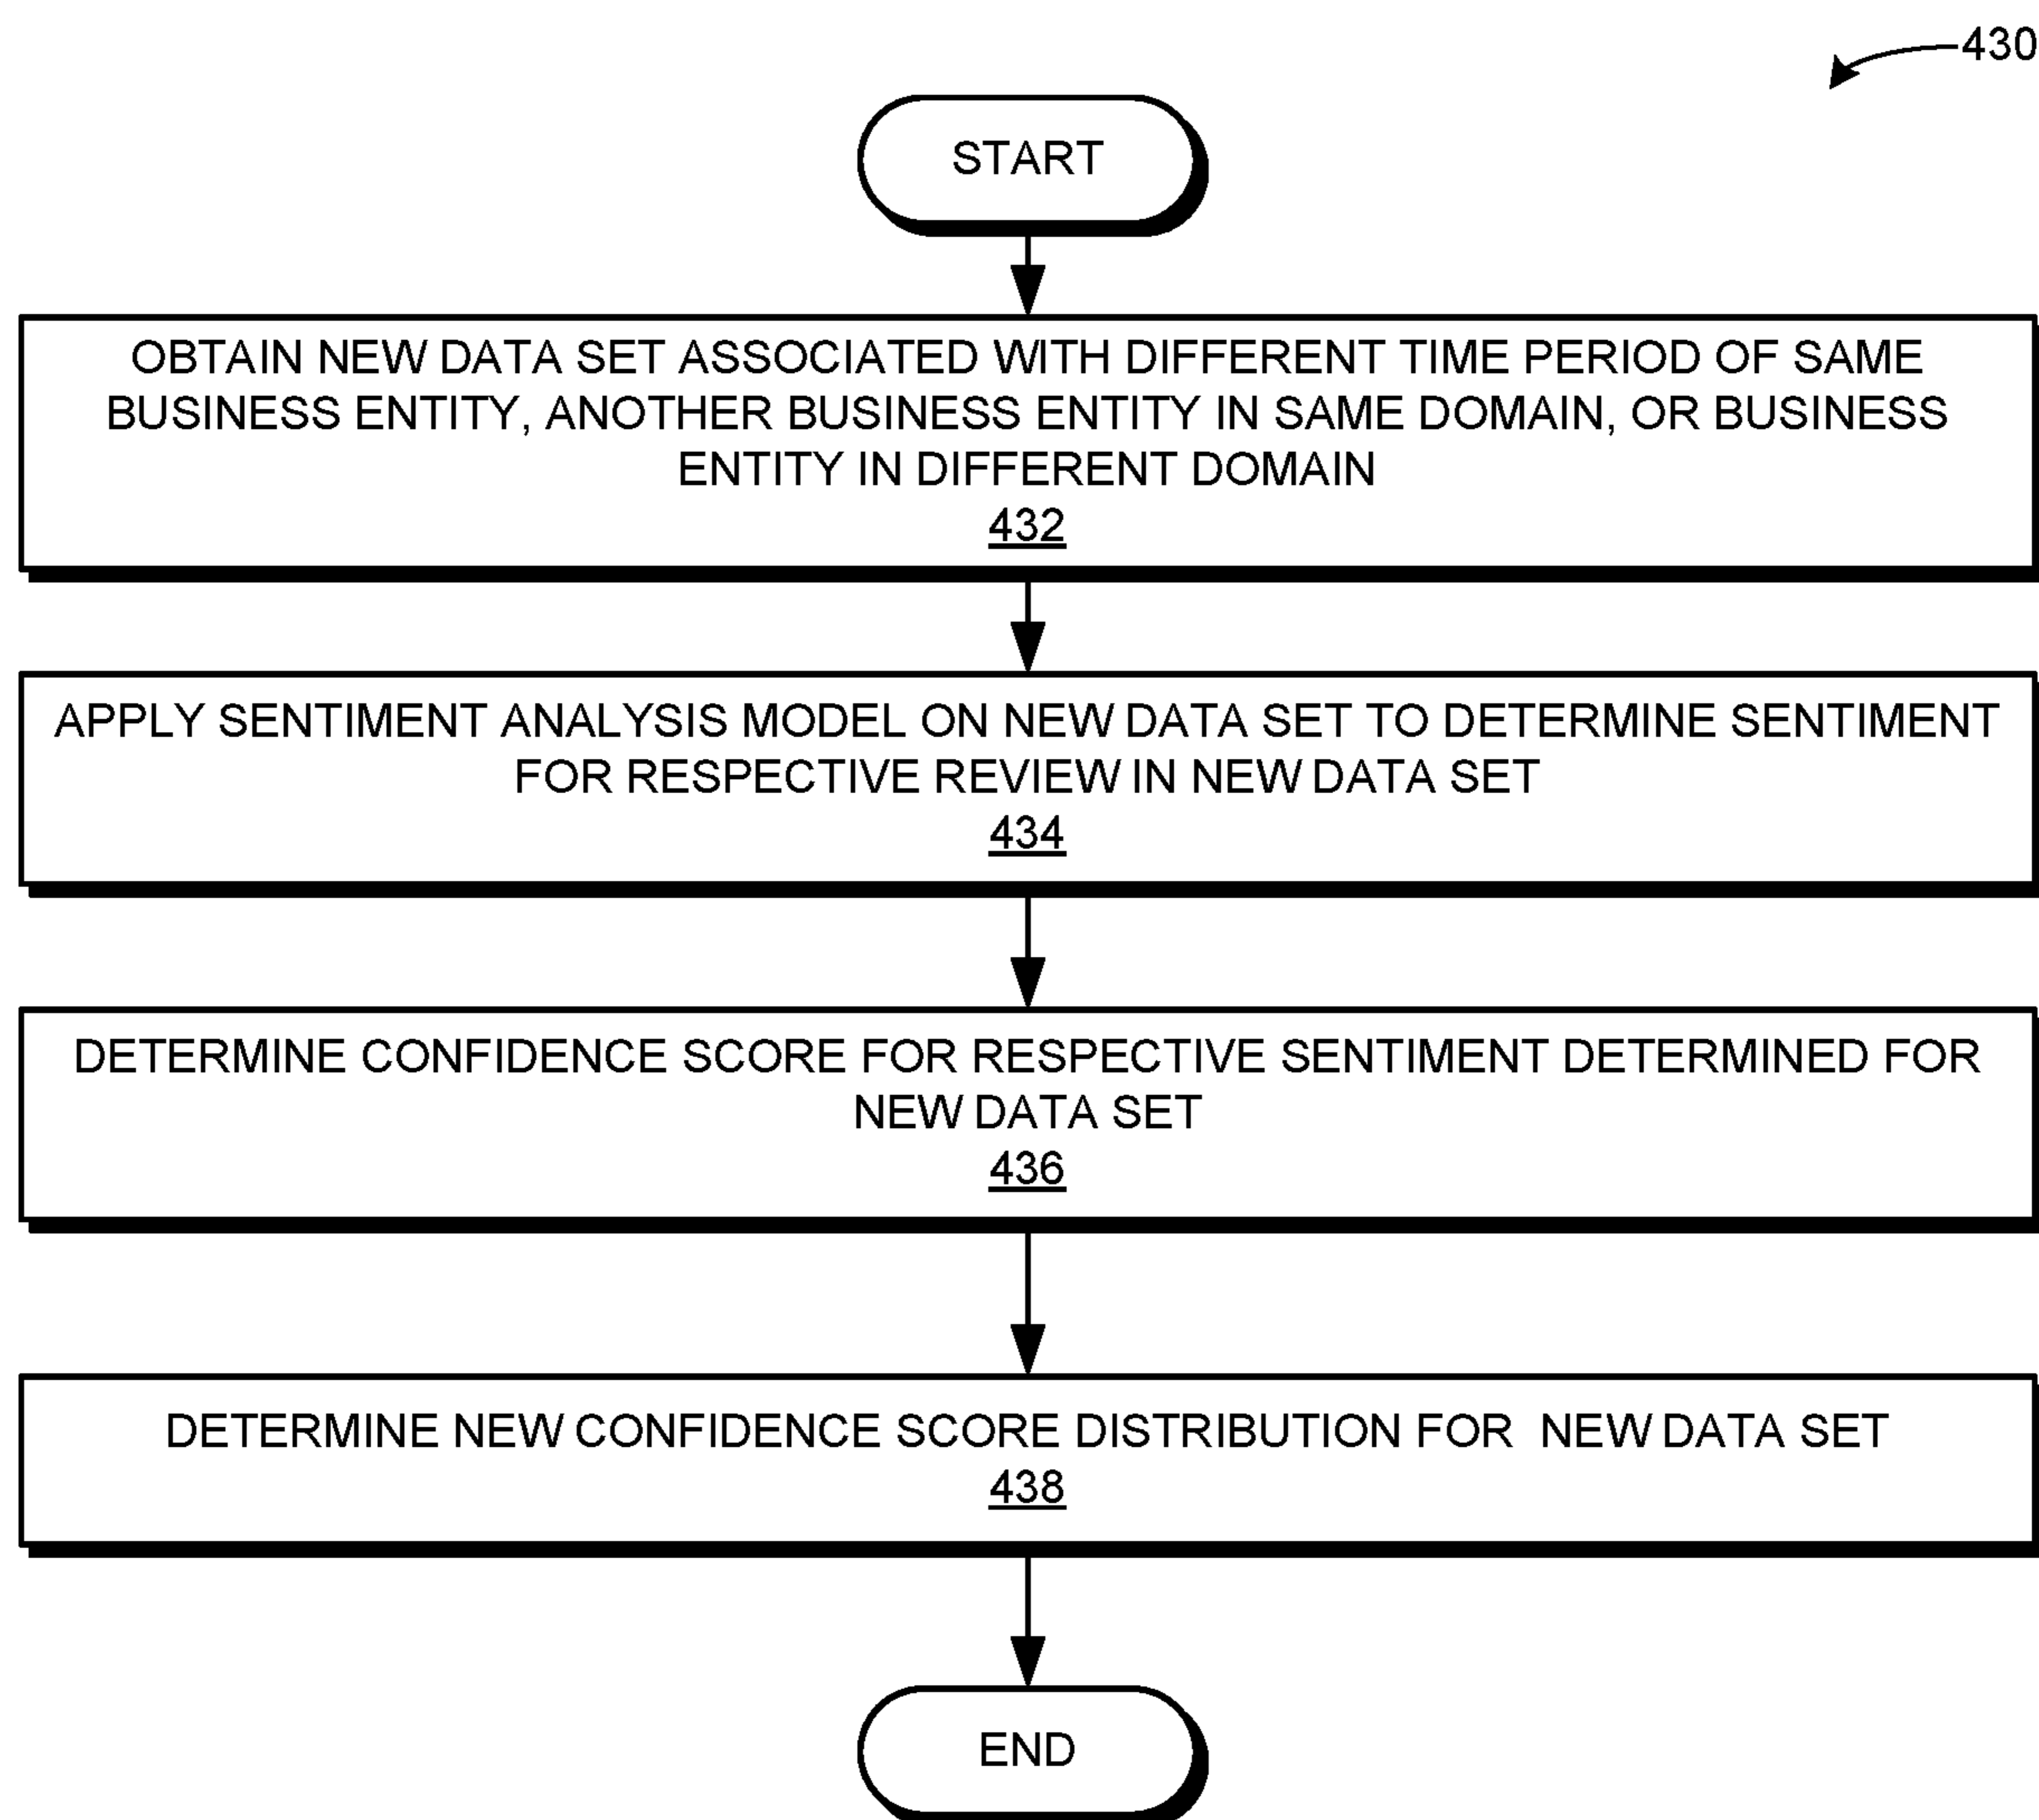 430
START
OBTAIN NEW DATA SET ASSOCIATED WITH DIFFERENT TIME PERIOD OF SAME
BUSINESS ENTITY, ANOTHER BUSINESS ENTITY IN SAME DOMAIN, OR BUSINESS
ENTITY IN DIFFERENT DOMAIN
432
APPLY SENTIMENT ANALYSIS MODEL ON NEW DATA SET TO DETERMINE SENTIMENT
FOR RESPECTIVE REVIEW IN NEW DATA SET
434
DETERMINE CONFIDENCE SCORE FOR RESPECTIVE SENTIMENT DETERMINED FOR
NEW DATA SET
436
DETERMINE NEW CONFIDENCE SCORE DISTRIBUTION FOR NEW DATA SET
438
END